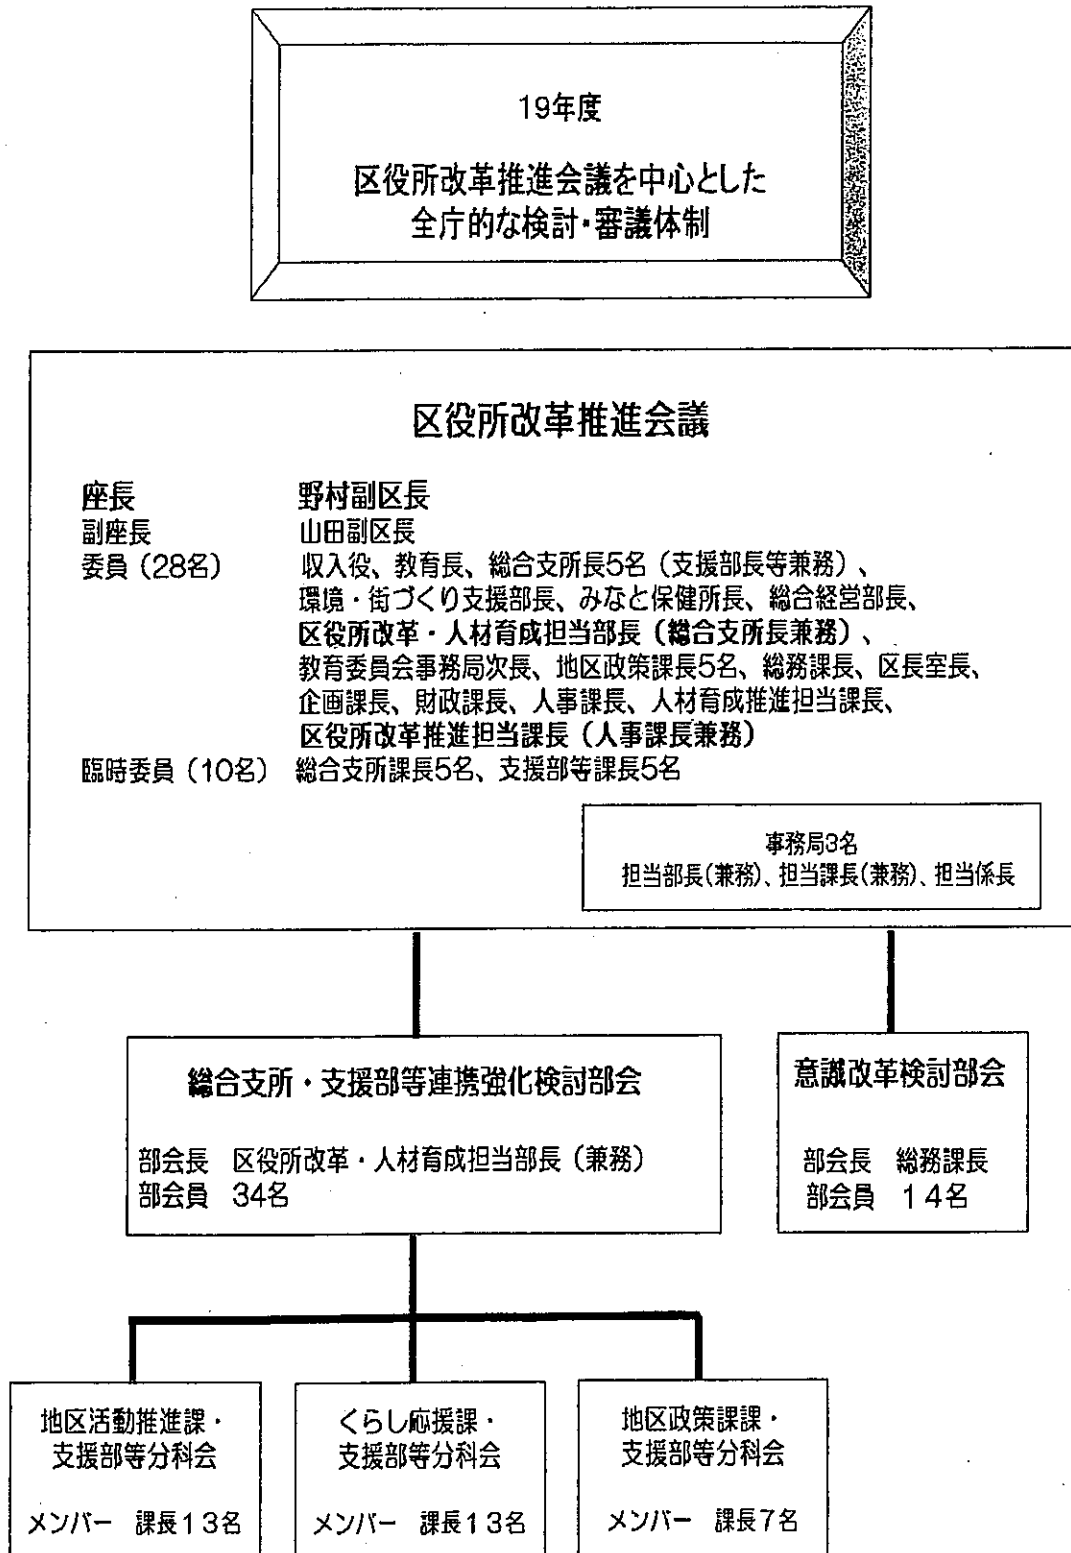 19年度
区役所改革推進会議を中心とした
全庁的な検討・審議体制
区役所改革推進会議
座長 野村副区長
副座長 山田副区長
委員（28名） 収入役、教育長、総合支所長5名（支援部長等兼務）、
環境・街づくり支援部長、みなと保健所長、総合経営部長、
区役所改革・人材育成担当部長（総合支所長兼務）、
教育委員会事務局次長、地区政策課長5名、総務課長、区長室長、
企画課長、財政課長、人事課長、人材育成推進担当課長、
区役所改革推進担当課長（人事課長兼務）
臨時委員（10名） 総合支所課長5名、支援部等課長5名
事務局3名
担当部長（兼務）、担当課長（兼務）、担当係長
総合支所・支援部等連携強化検討部会
部会長 区役所改革・人材育成担当部長（兼務）
部会員 34名
意識改革検討部会
部会長 総務課長
部会員 １４名
地区活動推進課・
支援部等分科会
メンバー 課長１３名
くらし応援課・
支援部等分科会
メンバー 課長１３名
地区政策課課・
支援部等分科会
メンバー 課長７名